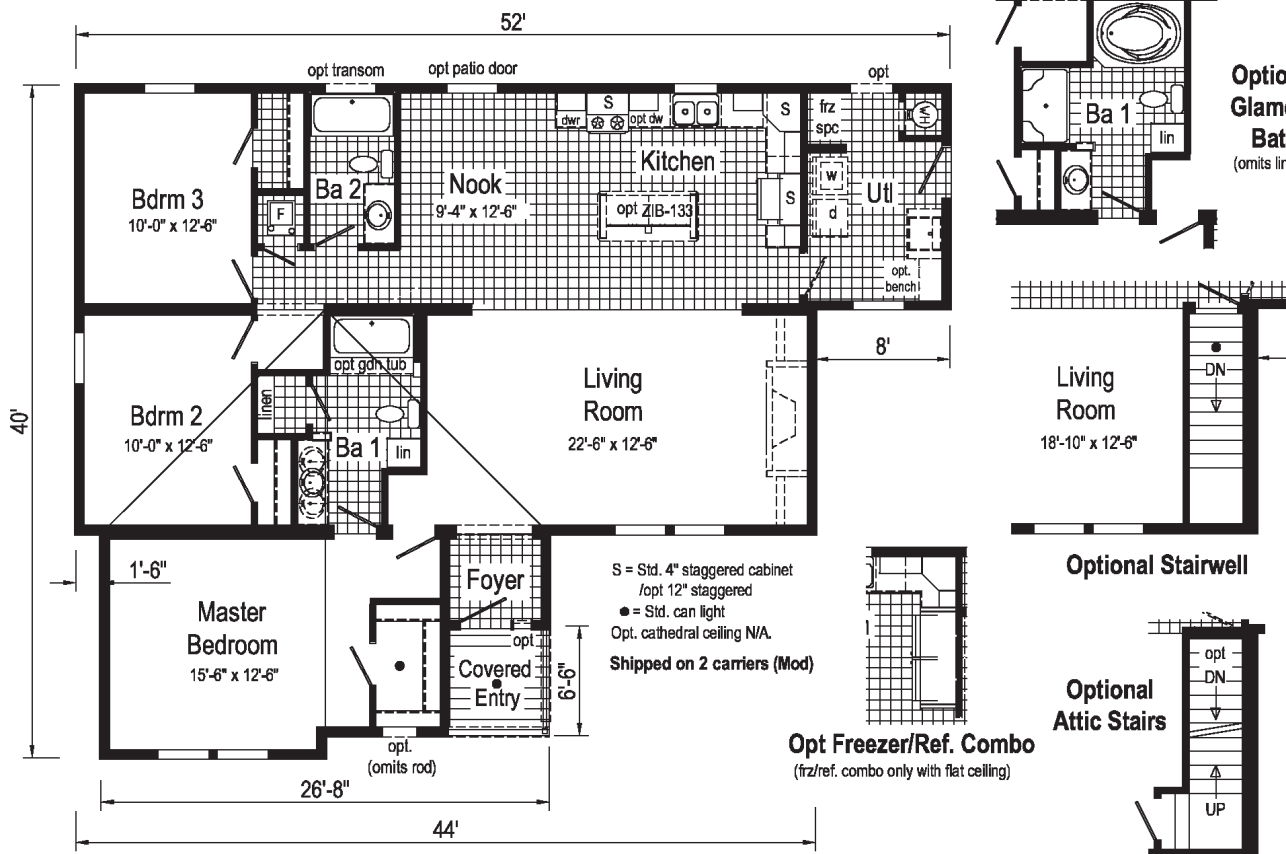 52'
opt transom
opt patio door
opt
S
dwr
opt dw
S
frz
spc
WH
Kitchen
Bdrm 3
10'-0" x 12'-6"
Ba 2
Nook
9'-4" x 12'-6"
F
opt ZIB-133
S
w
d
Utl
opt.
bench
8'
40'
opt gdn tub
Bdrm 2
10'-0" x 12'-6"
linen
Ba 1
lin
Living
Room
22'-6" x 12'-6"
1'-6"
Master
Bedroom
15'-6" x 12'-6"
Foyer
opt
Covered
Entry
6'-6"
opt.
(omits rod)
26'-8"
44'
S = Std. 4" staggered cabinet
/opt 12" staggered
● = Std. can light
Opt. cathedral ceiling N/A.
Shipped on 2 carriers (Mod)
Opt Freezer/Ref. Combo
(frz/ref. combo only with flat ceiling)
Ba 1
lin
Optio
Glam
Bat
(omits lin
Living
Room
18'-10" x 12'-6"
DN
Optional Stairwell
Optional
Attic Stairs
opt
DN
UP